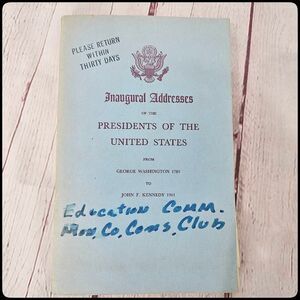 PLEASE RETURN
WITHIN
THIRTY DAYS
Inaugural Addresses
OF THE
PRESIDENTS OF THE
UNITED STATES
FROM
GEORGE WASHINGTON 1789
TO
JOHN F. KENNEDY 1961
Education Comm.
Mon, Co, Coms, Club